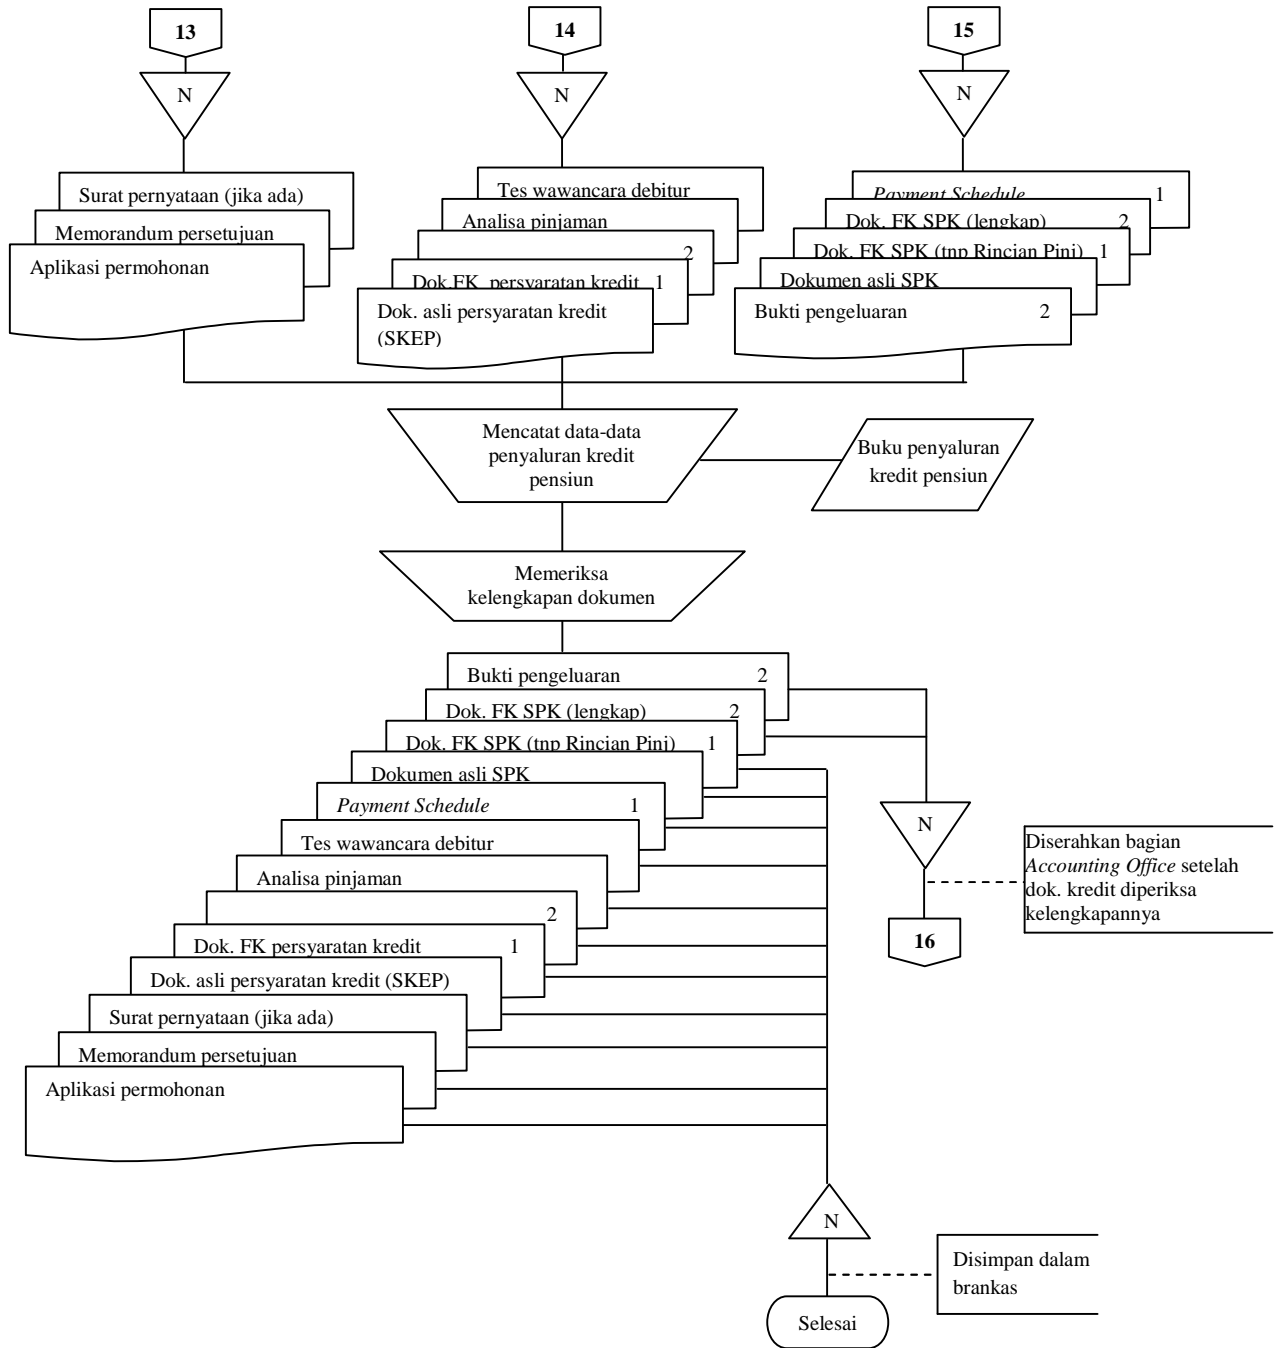 13
14
15
N
N
N
Surat pernyataan (jika ada)
Memorandum persetujuan
Aplikasi permohonan
Tes wawancara debitur
Analisa pinjaman
2
Dok.FK persyaratan kredit 1
Dok. asli persyaratan kredit
(SKEP)
Payment Schedule 1
Dok. FK SPK (lengkap) 2
Dok. FK SPK (tnp Rincian Pinj) 1
Dokumen asli SPK
Bukti pengeluaran 2
Mencatat data-data
penyaluran kredit
pensiun
Buku penyaluran
kredit pensiun
Memeriksa
kelengkapan dokumen
Bukti pengeluaran 2
Dok. FK SPK (lengkap) 2
Dok. FK SPK (tnp Rincian Pinj) 1
Dokumen asli SPK
Payment Schedule 1
Tes wawancara debitur
Analisa pinjaman
2
Dok. FK persyaratan kredit 1
Dok. asli persyaratan kredit (SKEP)
Surat pernyataan (jika ada)
Memorandum persetujuan
Aplikasi permohonan
N
Diserahkan bagian
Accounting Office setelah
dok. kredit diperiksa
kelengkapannya
16
N
Disimpan dalam
brankas
Selesai